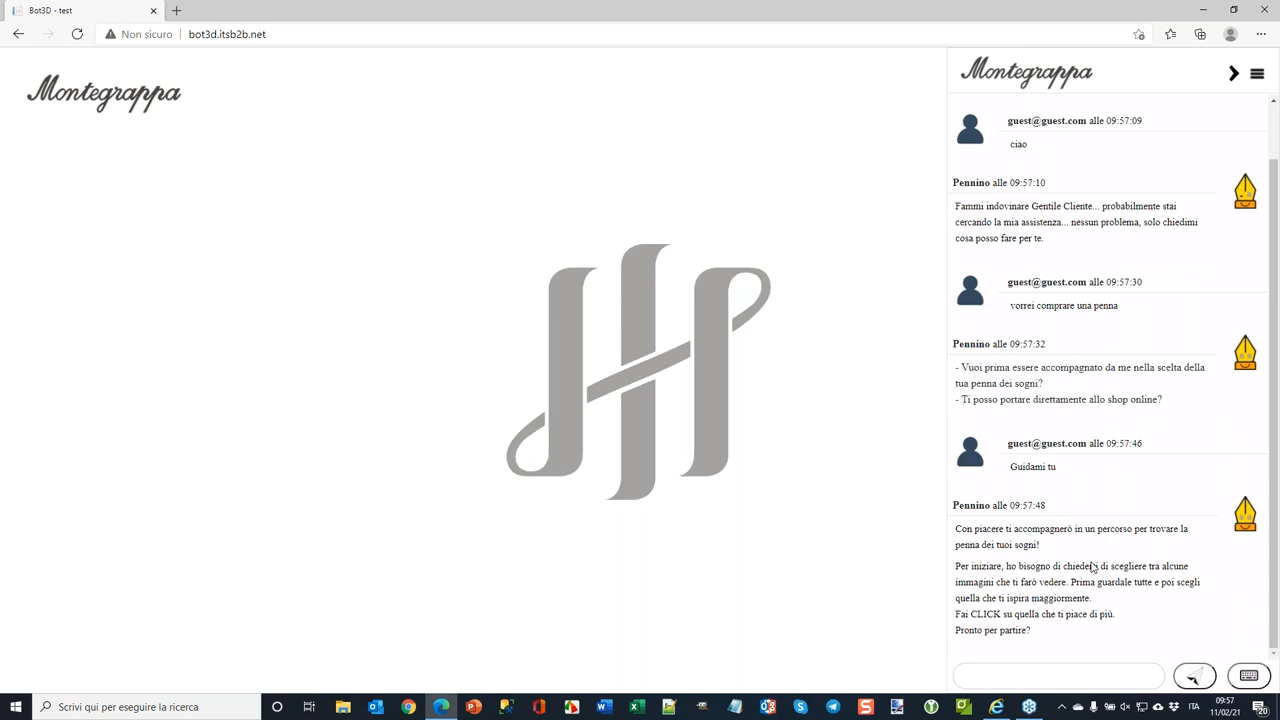 Bot3D - test
Non sicuro
bot3d.itsb2b.net
Montegrappa
Montegrappa
guest@guest.com alle 09:57:09
ciao
Pennino alle 09:57:10
Fammi indovinare Gentile Cliente... probabilmente stai
cercando la mia assistenza... nessun problema, solo chiedimi
cosa posso fare per te.
guest@guest.com alle 09:57:30
vorrei comprare una penna
Pennino alle 09:57:32
- Vuoi prima essere accompagnato da me nella scelta della
tua penna dei sogni?
- Ti posso portare direttamente allo shop online?
guest@guest.com alle 09:57:46
Guidami tu
Pennino alle 09:57:48
Con piacere ti accompagnerò in un percorso per trovare la
penna dei tuoi sogni!
Per iniziare, ho bisogno di chiederti di scegliere tra alcune
immagini che ti farò vedere. Prima guardale tutte e poi scegli
quella che ti ispira maggiormente.
Fai CLICK su quella che ti piace di più.
Pronto per partire?
Scrivi qui per eseguire la ricerca
ITA
09:57
11/02/21